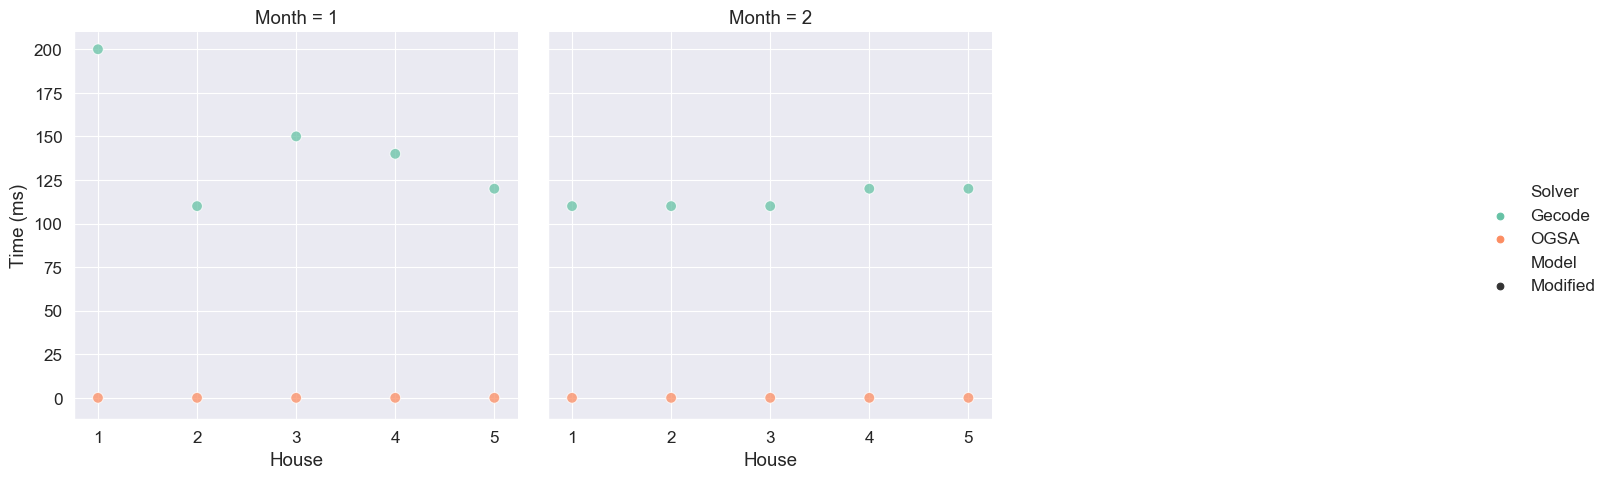 Month = 1
Month = 2
200
175
150
125
100
75
50
25
0
Time (ms)
1 2 3 4 5
House
1 2 3 4 5
House
Solver
Gecode
OGSA
Model
Modified